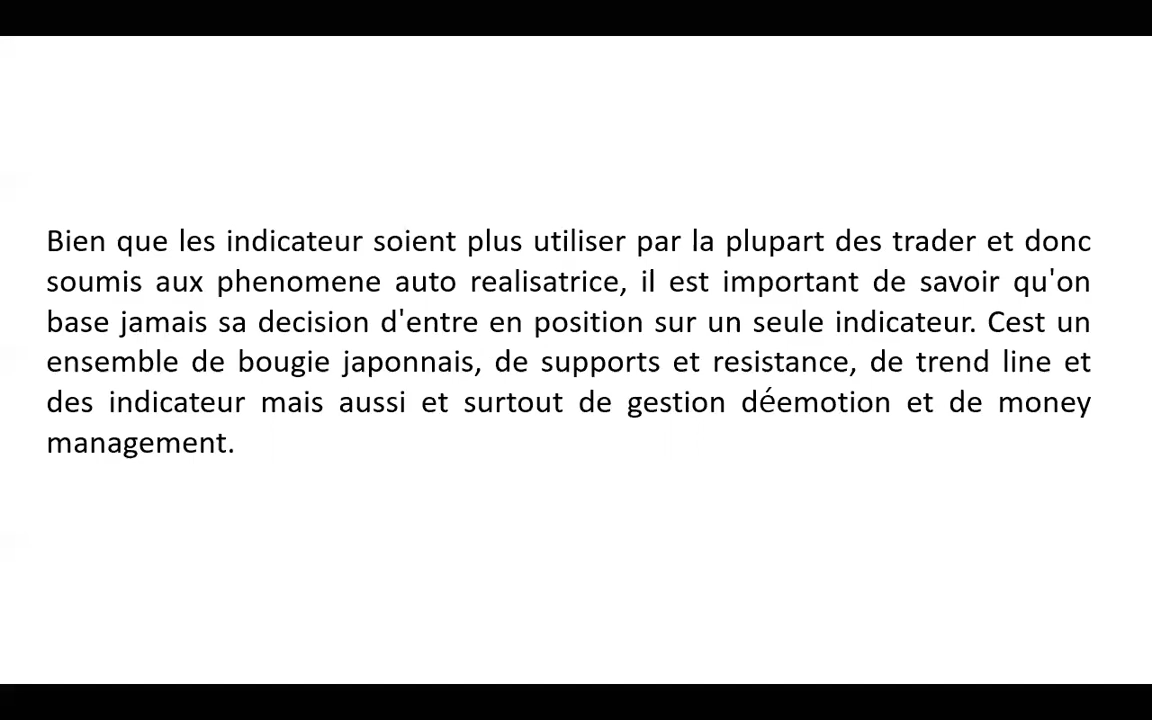 Bien que les indicateur soient plus utiliser par la plupart des trader et donc
soumis aux phenomene auto realisatrice, il est important de savoir qu'on
base jamais sa decision d'entre en position sur un seule indicateur. Cest un
ensemble de bougie japonnais, de supports et resistance, de trend line et
des indicateur mais aussi et surtout de gestion déemotion et de money
management.